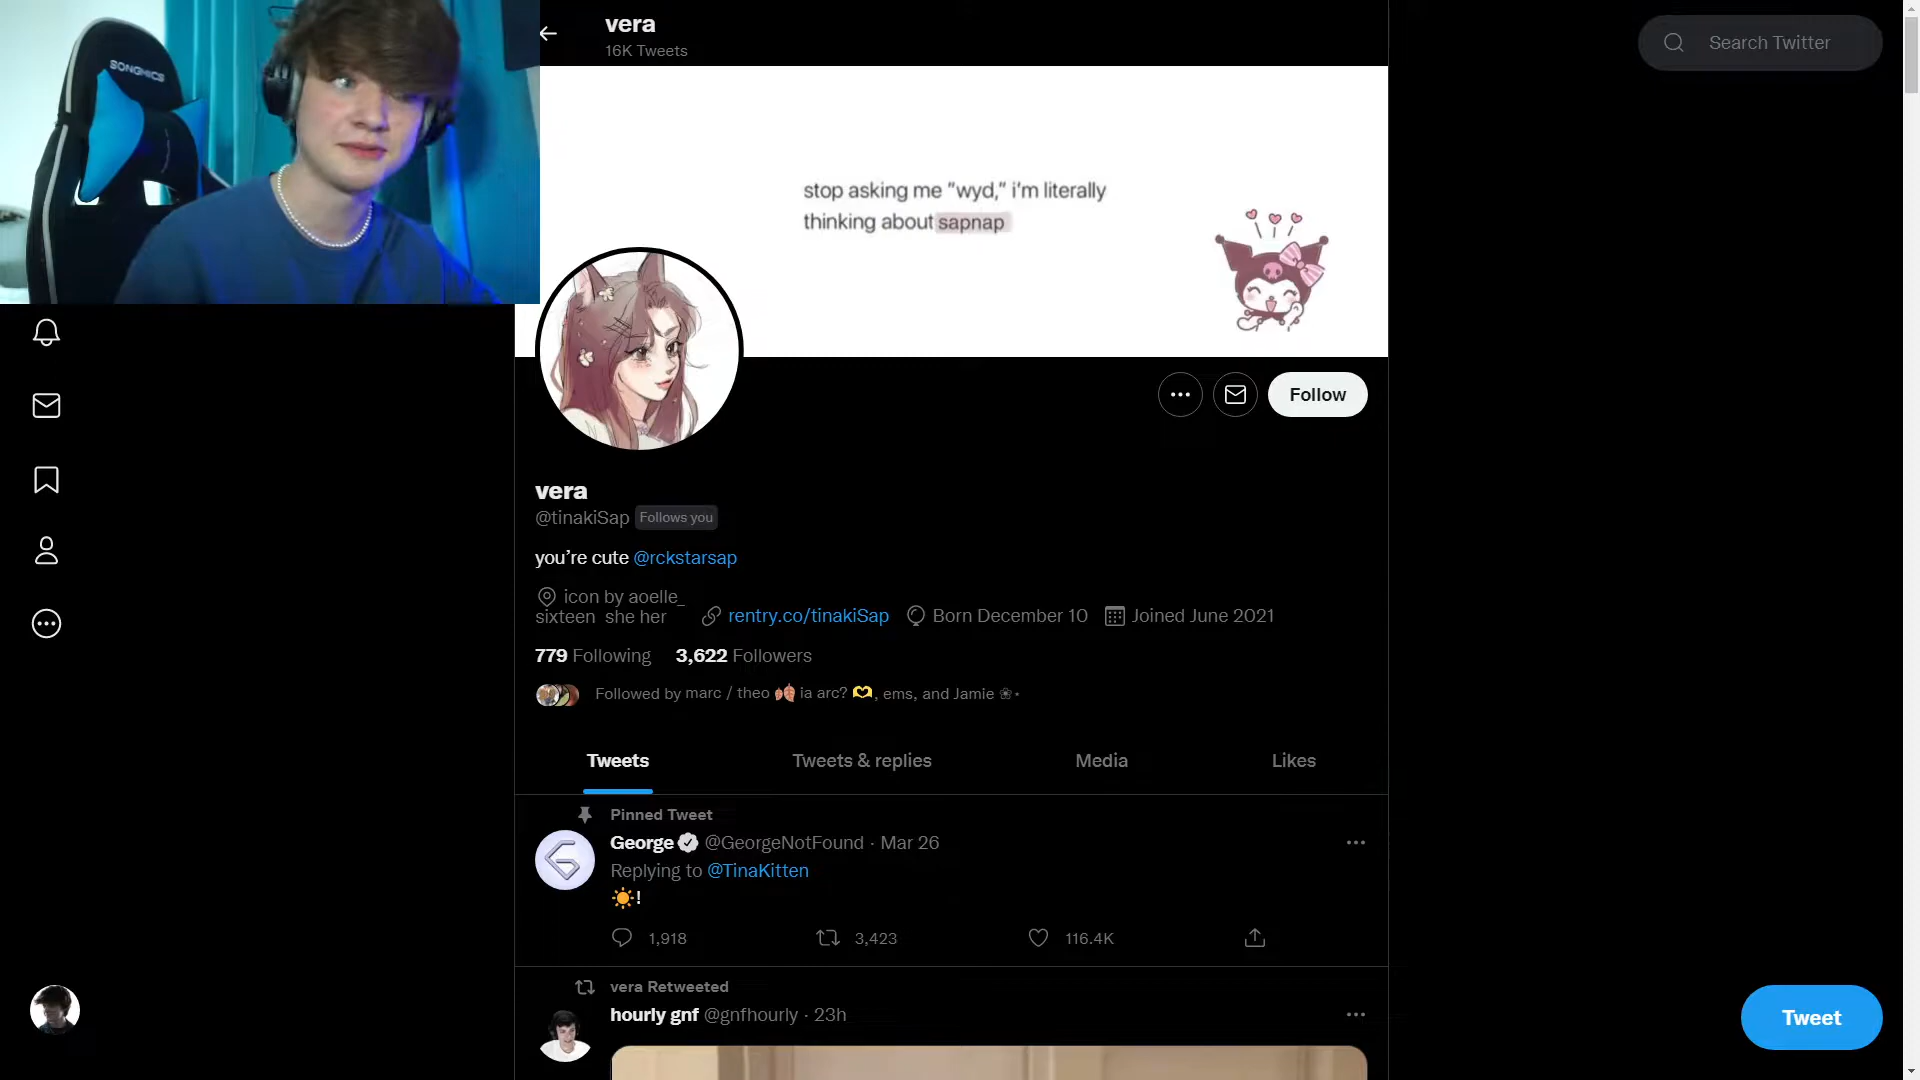 SONGMICS
vera
16K Tweets
Search Twitter
stop asking me "wyd," i'm literally
thinking about sapnap
Follow
vera
@tinakiSap Follows you
you're cute @rckstarsap
icon by aoelle_
sixteen she her
rentry.co/tinakiSap Born December 10 Joined June 2021
779 Following 3,622 Followers
Followed by marc / theo 🍂 ia arc? 🫶, ems, and Jamie ❀・
Tweets Tweets & replies Media Likes
Pinned Tweet
George @GeorgeNotFound · Mar 26
Replying to @TinaKitten
☀️!
1,918 3,423 116.4K
vera Retweeted
hourly gnf @gnfhourly · 23h
Tweet